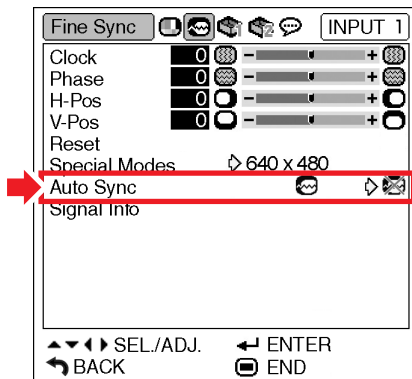 Fine Sync INPUT 1
Clock 0 - +
Phase 0 - +
H-Pos 0 - +
V-Pos 0 - +
Reset
Special Modes 640 x 480
Auto Sync
Signal Info
SEL./ADJ. ENTER
BACK END